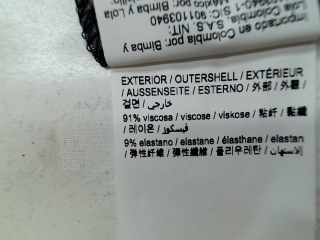 Importado en Colombia por: Bimba y
Lola Colombia S.A.S. NIT:
EXTERIOR / OUTERSHELL / EXTÉRIEUR
/ AUSSENSEITE / ESTERNO / 外部 / 外觀 /
겉면 / خارجي /
91% viscosa / viscose / viskose / 粘纤 / 黏纖
/ 레이온 / فيسكوز /
9% elastano / elastane / élasthane / elastan
/ 弹性纤维 / 彈性纖維 / 폴리우레탄 / الإستهان /